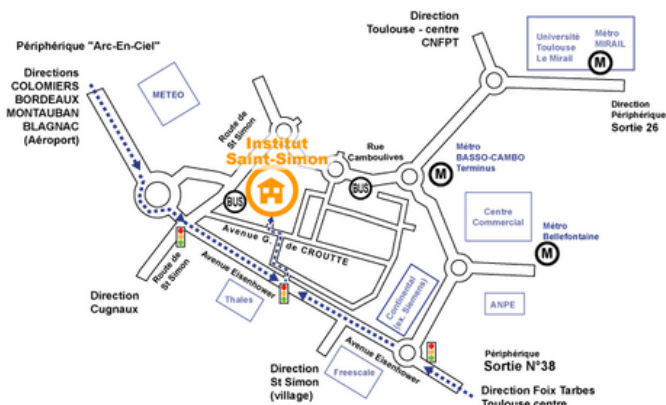 Périphérique "Arc-En-Ciel"
Directions
COLOMIERS
BORDEAUX
MONTAUBAN
BLAGNAC
(Aéroport)
METEO
Direction
Toulouse - centre
CNFPT
Université
Toulouse
Le Mirail
Métro
MIRAIL
M
Direction
Périphérique
Sortie 26
Route de
St Simon
Institut
Saint-Simon
Rue
Camboulives
BUS
BUS
Métro
BASSO-CAMBO
Terminus
M
Centre
Commercial
Métro
Bellefontaine
M
Avenue G. de CROUTTE
Route de
St Simon
Avenue Eisenhower
Direction
Cugnaux
Thales
Continental
(ex. Siemens)
ANPE
Direction
St Simon
(village)
Freescale
Avenue Eisenhower
Périphérique
Sortie N°38
Direction Foix Tarbes
Toulouse centre